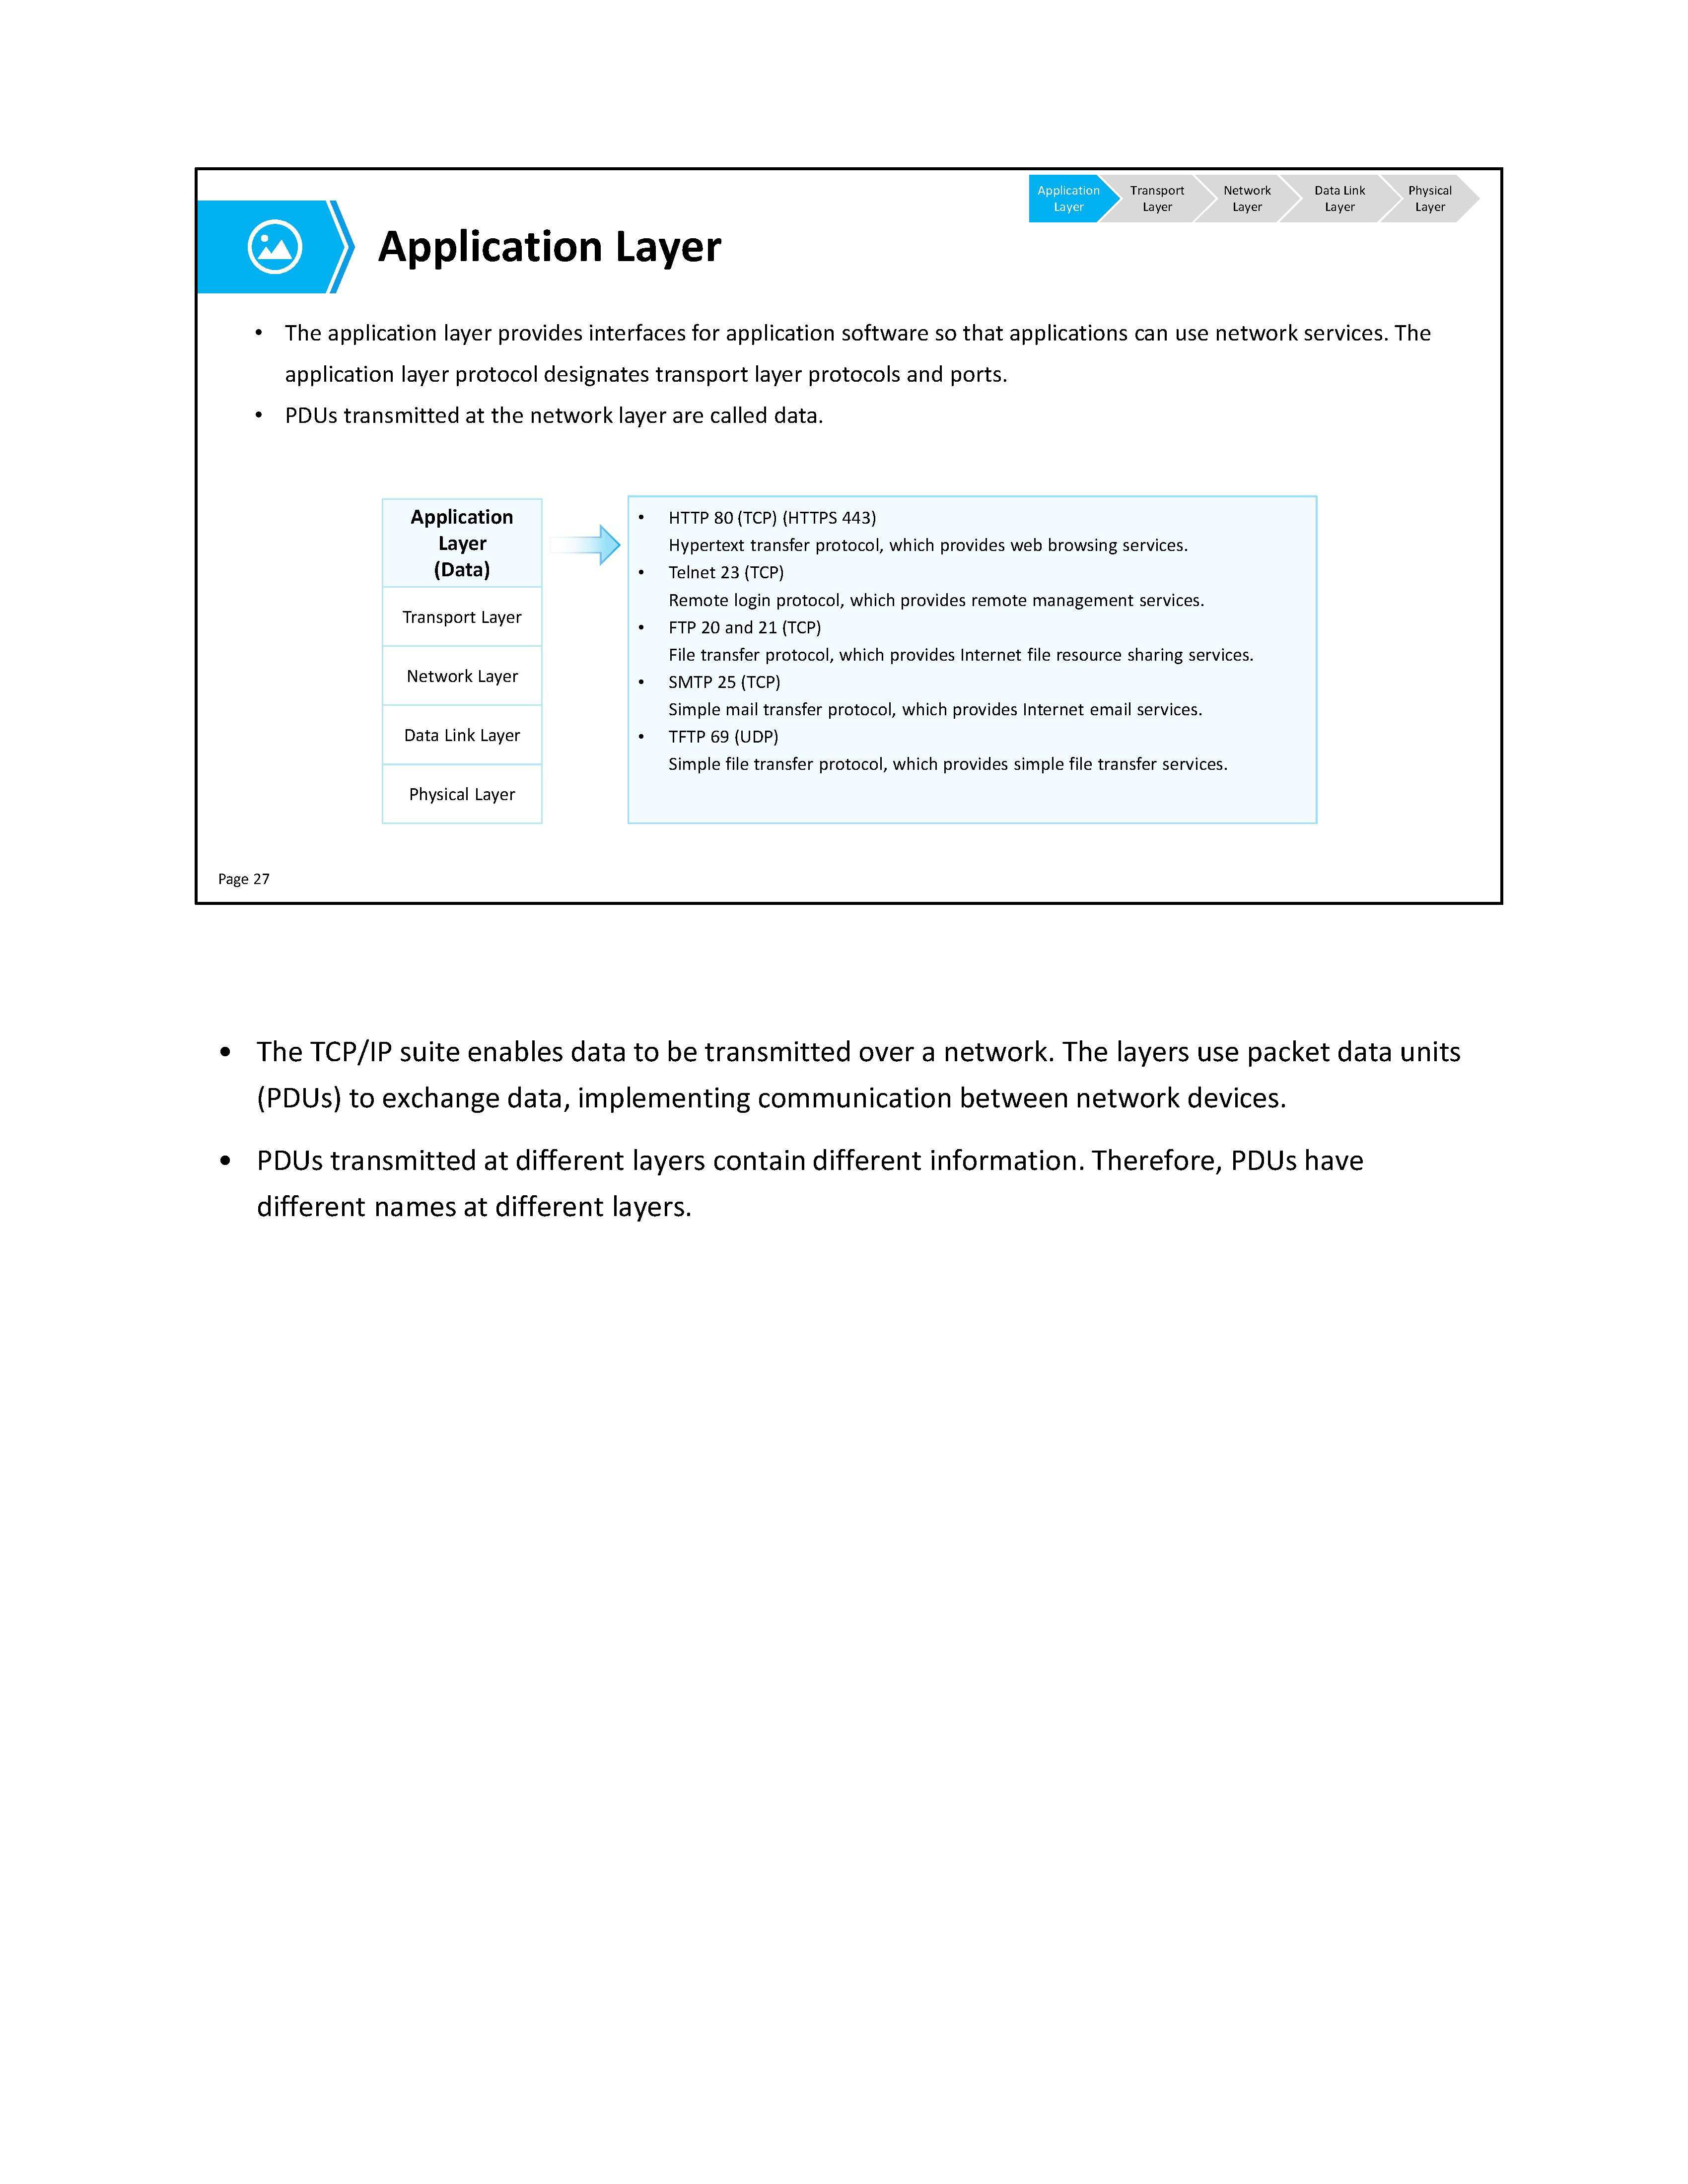 Application Layer
Transport Layer
Network Layer
Data Link Layer
Physical Layer
Application Layer
• The application layer provides interfaces for application software so that applications can use network services. The
application layer protocol designates transport layer protocols and ports.
• PDUs transmitted at the network layer are called data.
Application
Layer
(Data)
Transport Layer
Network Layer
Data Link Layer
Physical Layer
• HTTP 80 (TCP) (HTTPS 443)
Hypertext transfer protocol, which provides web browsing services.
• Telnet 23 (TCP)
Remote login protocol, which provides remote management services.
• FTP 20 and 21 (TCP)
File transfer protocol, which provides Internet file resource sharing services.
• SMTP 25 (TCP)
Simple mail transfer protocol, which provides Internet email services.
• TFTP 69 (UDP)
Simple file transfer protocol, which provides simple file transfer services.
Page 27
• The TCP/IP suite enables data to be transmitted over a network. The layers use packet data units
(PDUs) to exchange data, implementing communication between network devices.
• PDUs transmitted at different layers contain different information. Therefore, PDUs have
different names at different layers.